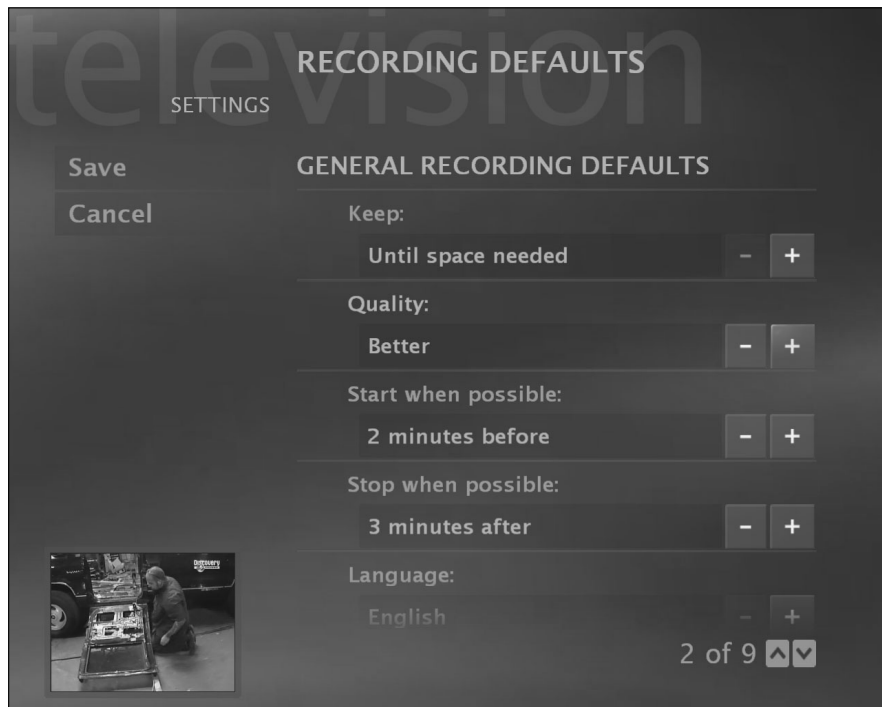 television
RECORDING DEFAULTS
SETTINGS
Save
Cancel
GENERAL RECORDING DEFAULTS
Keep:
Until space needed
- +
Quality:
Better
- +
Start when possible:
2 minutes before
- +
Stop when possible:
3 minutes after
- +
Language:
English
- +
2 of 9
Discovery